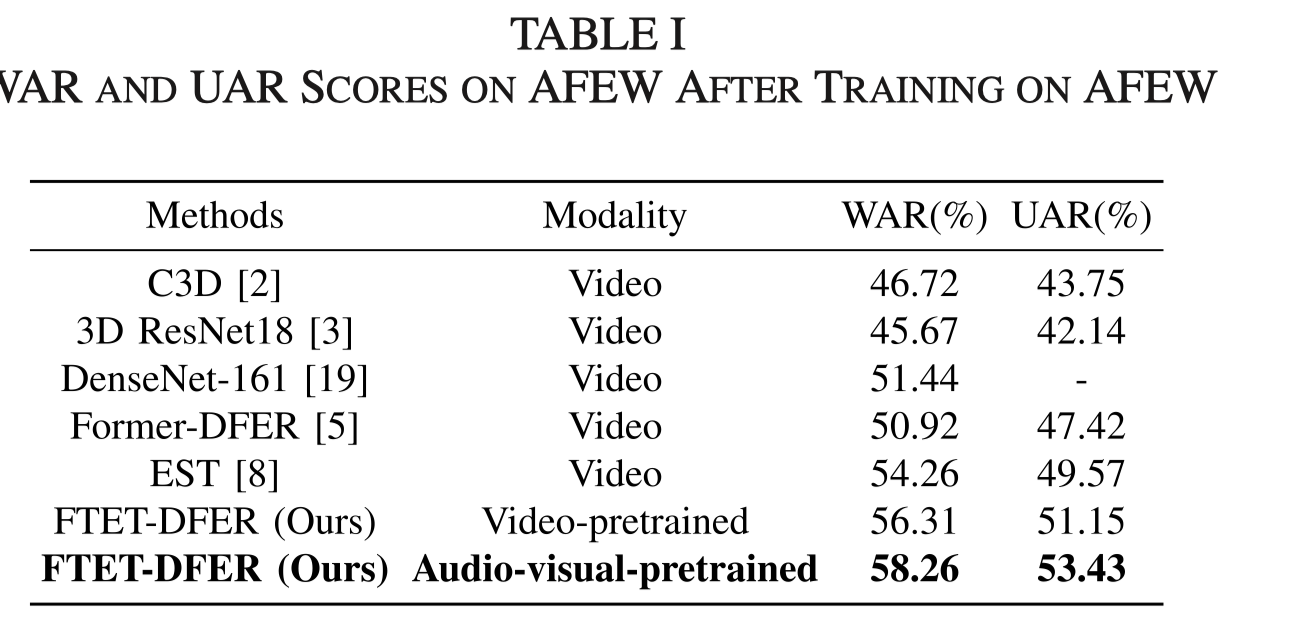 TABLE I
WAR AND UAR SCORES ON AFEW AFTER TRAINING ON AFEW
Methods Modality WAR(%) UAR(%)
C3D [2] Video 46.72 43.75
3D ResNet18 [3] Video 45.67 42.14
DenseNet-161 [19] Video 51.44 -
Former-DFER [5] Video 50.92 47.42
EST [8] Video 54.26 49.57
FTET-DFER (Ours) Video-pretrained 56.31 51.15
FTET-DFER (Ours) Audio-visual-pretrained 58.26 53.43